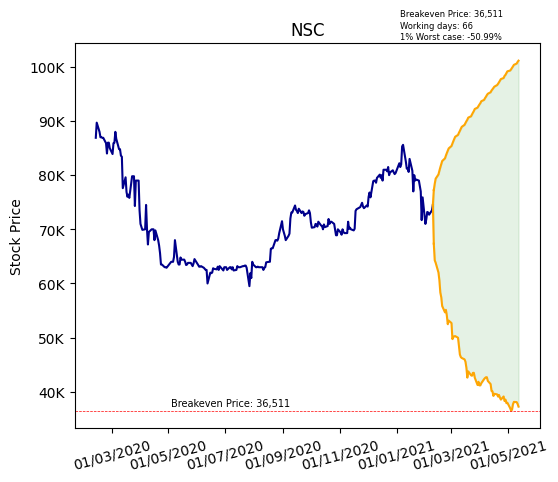 Breakeven Price: 36,511
Working days: 66
1% Worst case: -50.99%
NSC
Stock Price
100K
90K
80K
70K
60K
50K
40K
Breakeven Price: 36,511
01/03/2020 01/05/2020 01/07/2020 01/09/2020 01/11/2020 01/01/2021 01/03/2021 01/05/2021